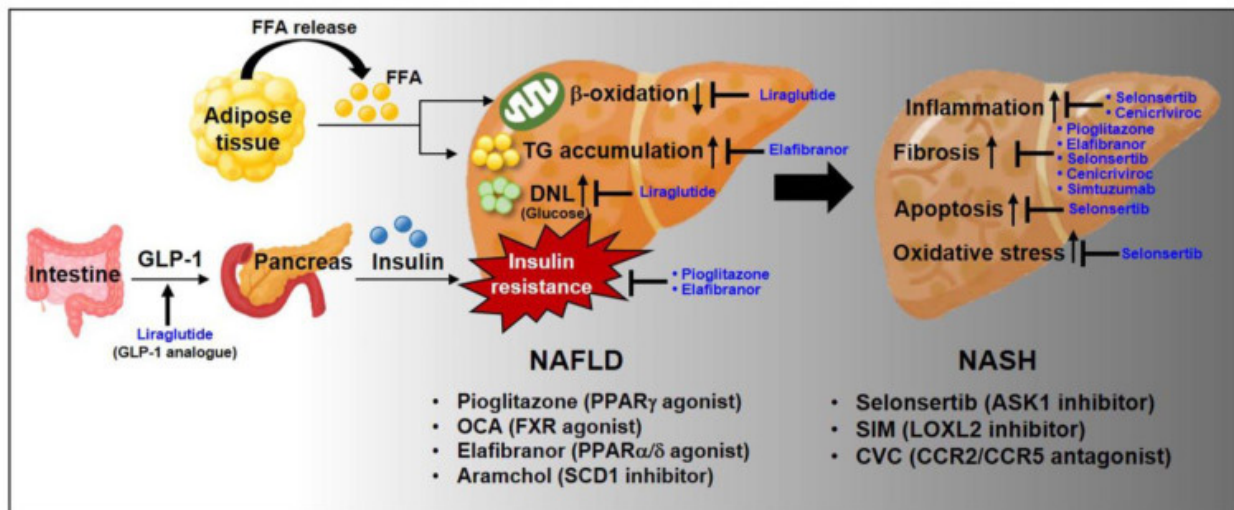 FFA release
FFA
Adipose
tissue
β-oxidation
Liraglutide
TG accumulation
Elafibranor
DNL
(Glucose)
Liraglutide
Intestine
GLP-1
Pancreas
Insulin
Insulin
resistance
• Pioglitazone
• Elafibranor
Liraglutide
(GLP-1 analogue)
Inflammation
• Selonsertib
• Cenicriviroc
Fibrosis
• Pioglitazone
• Elafibranor
• Selonsertib
• Cenicriviroc
• Simtuzumab
Apoptosis
Selonsertib
Oxidative stress
Selonsertib
NAFLD
• Pioglitazone (PPARγ agonist)
• OCA (FXR agonist)
• Elafibranor (PPARα/δ agonist)
• Aramchol (SCD1 inhibitor)
NASH
• Selonsertib (ASK1 inhibitor)
• SIM (LOXL2 inhibitor)
• CVC (CCR2/CCR5 antagonist)